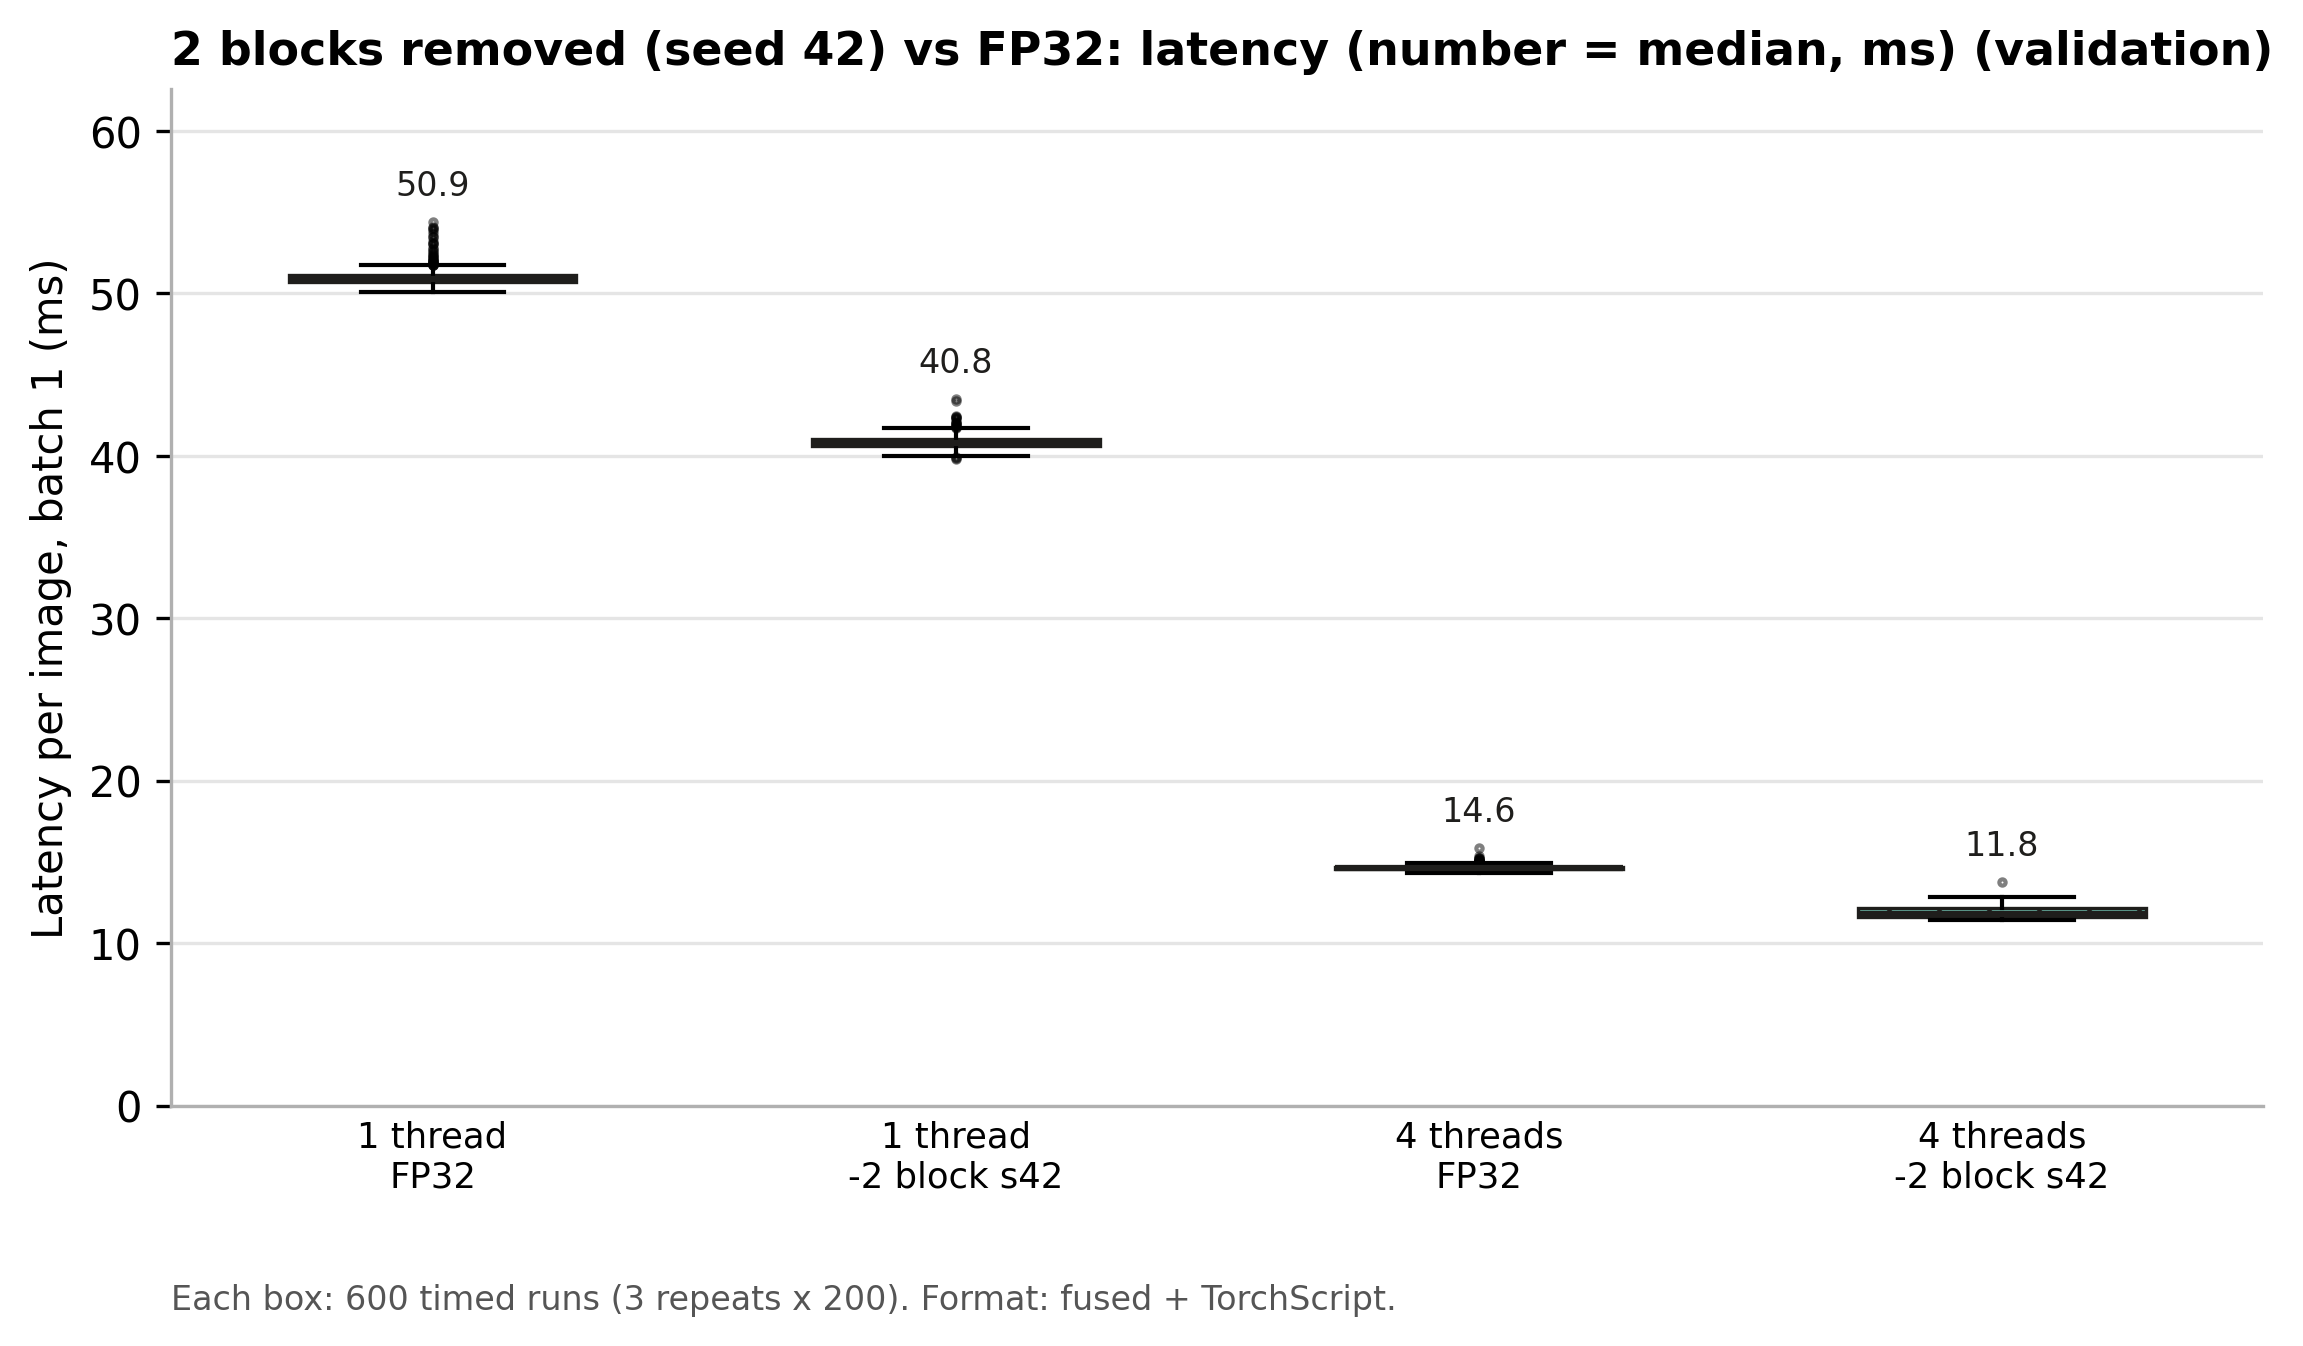 2 blocks removed (seed 42) vs FP32: latency (number = median, ms) (validation)
Latency per image, batch 1 (ms)
60
50
40
30
20
10
0
50.9
40.8
14.6
11.8
1 thread
FP32
1 thread
-2 block s42
4 threads
FP32
4 threads
-2 block s42
Each box: 600 timed runs (3 repeats x 200). Format: fused + TorchScript.